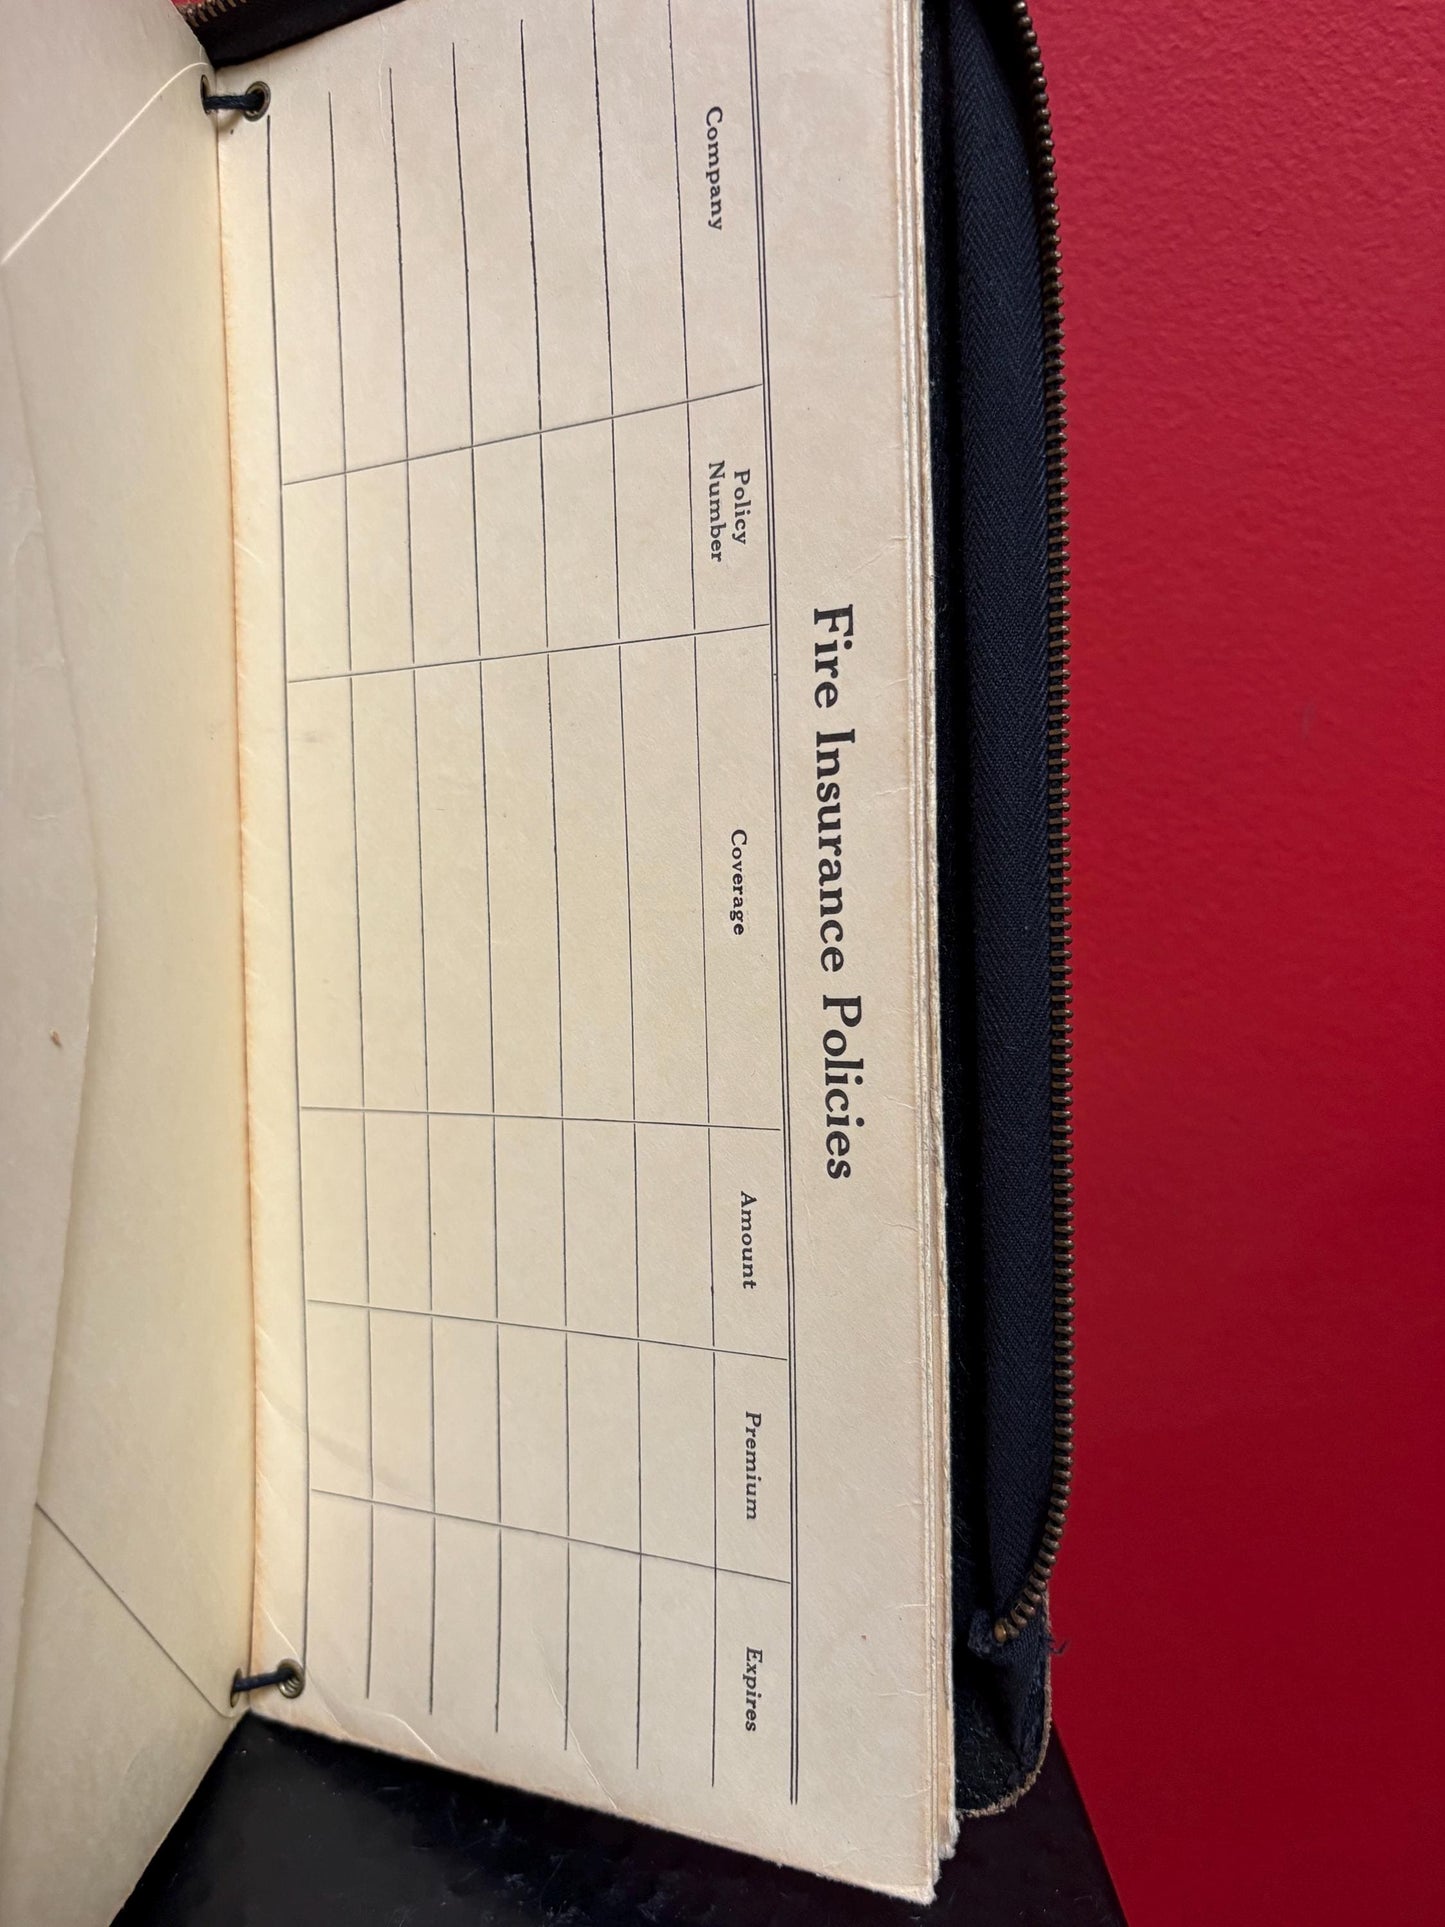 Fire Insurance Policies
Company Policy Number Coverage Amount Premium Expires